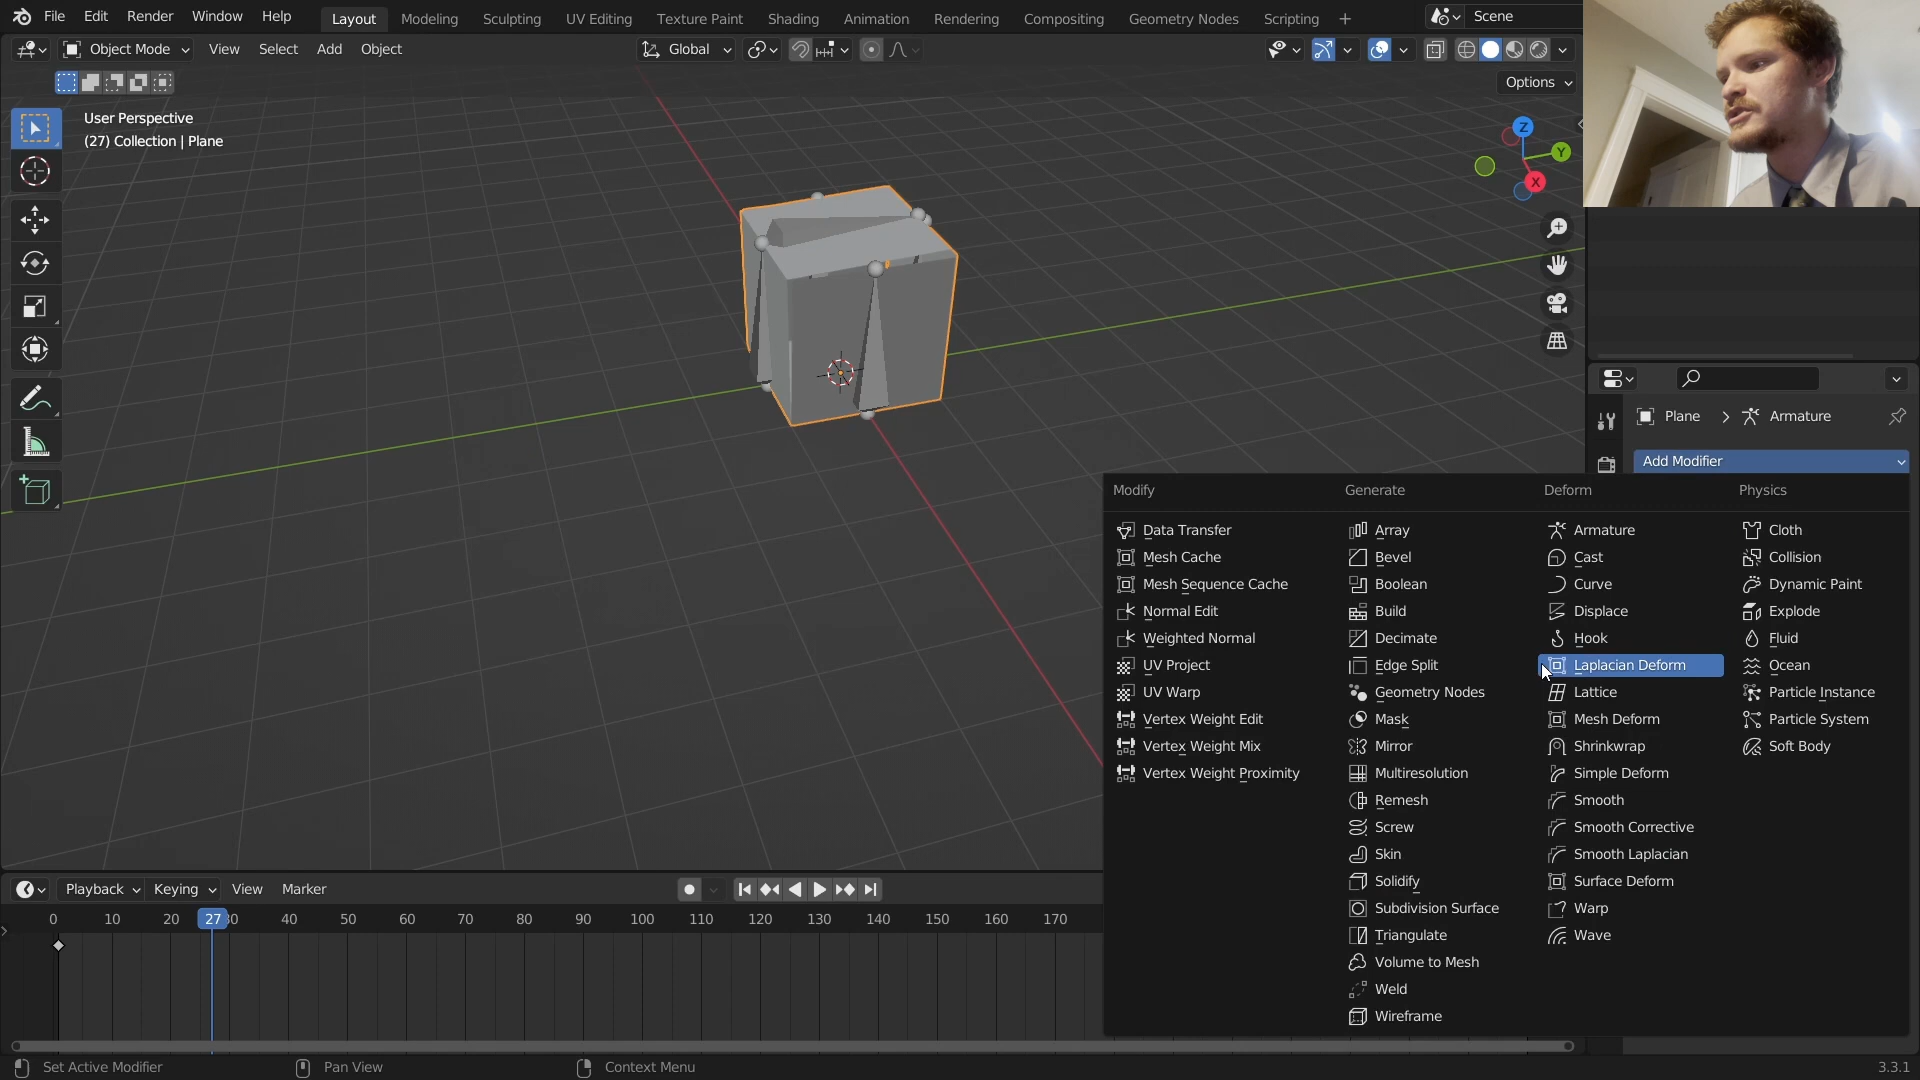 File Edit Render Window Help Layout Modeling Sculpting UV Editing Texture Paint Shading Animation Rendering Compositing Geometry Nodes Scripting + Scene
Object Mode View Select Add Object Global
Options
User Perspective
(27) Collection | Plane
Z
Y
X
Plane > Armature
Add Modifier
Modify Generate Deform Physics
Data Transfer Array Armature Cloth
Mesh Cache Bevel Cast Collision
Mesh Sequence Cache Boolean Curve Dynamic Paint
Normal Edit Build Displace Explode
Weighted Normal Decimate Hook Fluid
UV Project Edge Split Laplacian Deform Ocean
UV Warp Geometry Nodes Lattice Particle Instance
Vertex Weight Edit Mask Mesh Deform Particle System
Vertex Weight Mix Mirror Shrinkwrap Soft Body
Vertex Weight Proximity Multiresolution Simple Deform
Remesh Smooth
Screw Smooth Corrective
Skin Smooth Laplacian
Solidify Surface Deform
Subdivision Surface Warp
Triangulate Wave
Volume to Mesh
Weld
Wireframe
Playback Keying View Marker
0 10 20 27 30 40 50 60 70 80 90 100 110 120 130 140 150 160 170
Set Active Modifier Pan View Context Menu 3.3.1